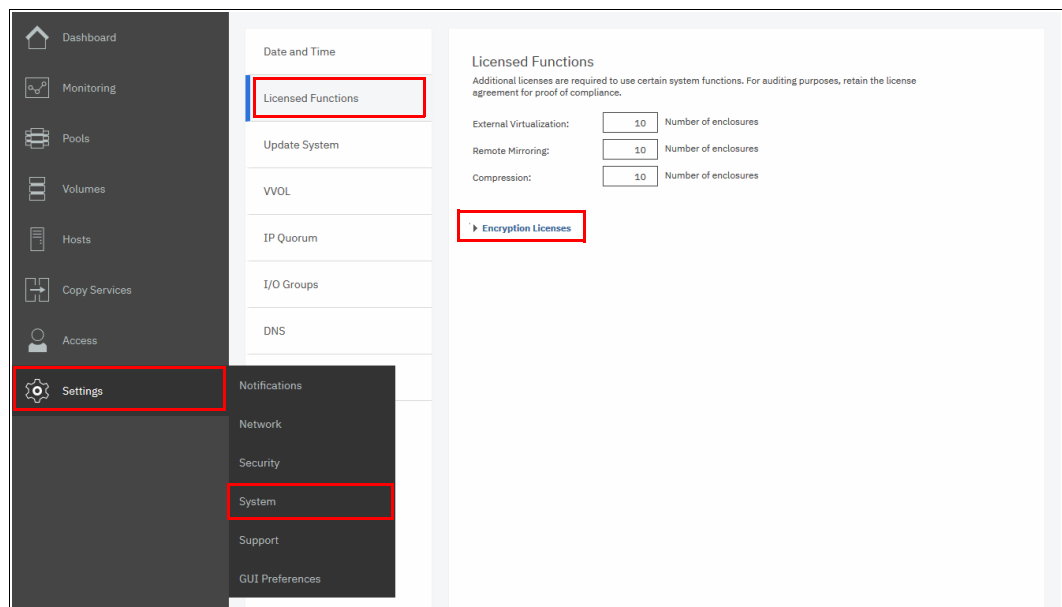 Dashboard
Monitoring
Pools
Volumes
Hosts
Copy Services
Access
Settings
Notifications
Network
Security
System
Support
GUI Preferences
Date and Time
Licensed Functions
Update System
VVOL
IP Quorum
I/O Groups
DNS
Licensed Functions
Additional licenses are required to use certain system functions. For auditing purposes, retain the license
agreement for proof of compliance.
External Virtualization: 10 Number of enclosures
Remote Mirroring: 10 Number of enclosures
Compression: 10 Number of enclosures
Encryption Licenses